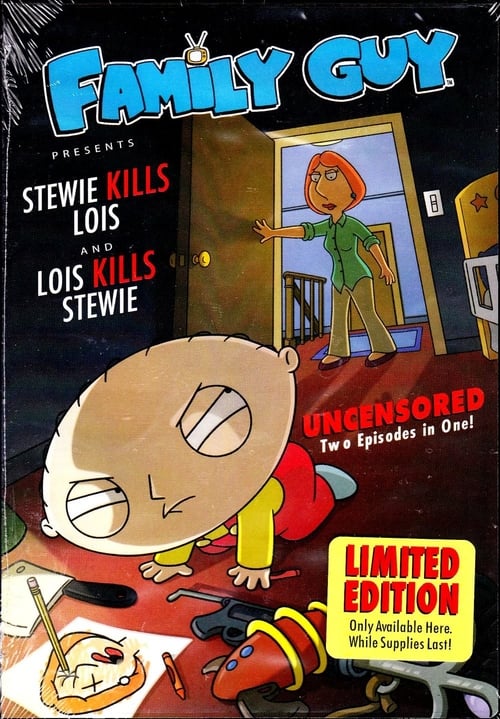 FAMILY GUY™
PRESENTS
STEWIE KILLS
LOIS
AND
LOIS KILLS
STEWIE
UNCENSORED
Two Episodes in One!
LIMITED
EDITION
Only Available Here.
While Supplies Last!